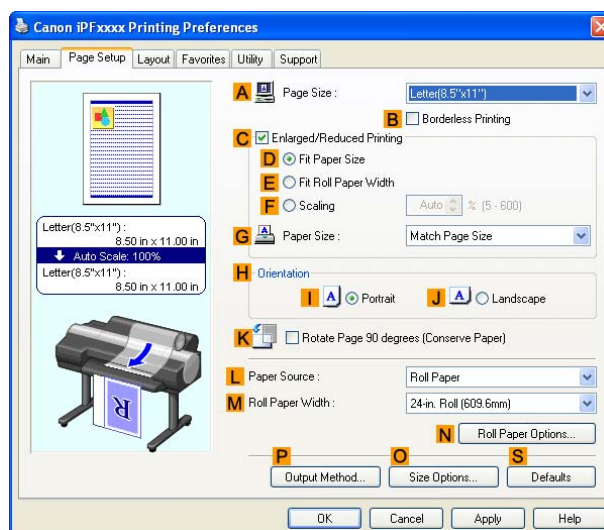 Canon iPFxxxx Printing Preferences
Main Page Setup Layout Favorites Utility Support
A Page Size : Letter(8.5"x11")
B Borderless Printing
C Enlarged/Reduced Printing
D Fit Paper Size
E Fit Roll Paper Width
F Scaling Auto % (5 - 600)
G A Paper Size : Match Page Size
Letter(8.5"x11") :
8.50 in x 11.00 in
Auto Scale: 100%
Letter(8.5"x11") :
8.50 in x 11.00 in
H Orientation
I A Portrait J A Landscape
K Rotate Page 90 degrees (Conserve Paper)
R
L Paper Source : Roll Paper
M Roll Paper Width : 24-in. Roll (609.6mm)
N Roll Paper Options...
P O S
Output Method... Size Options... Defaults
OK Cancel Apply Help